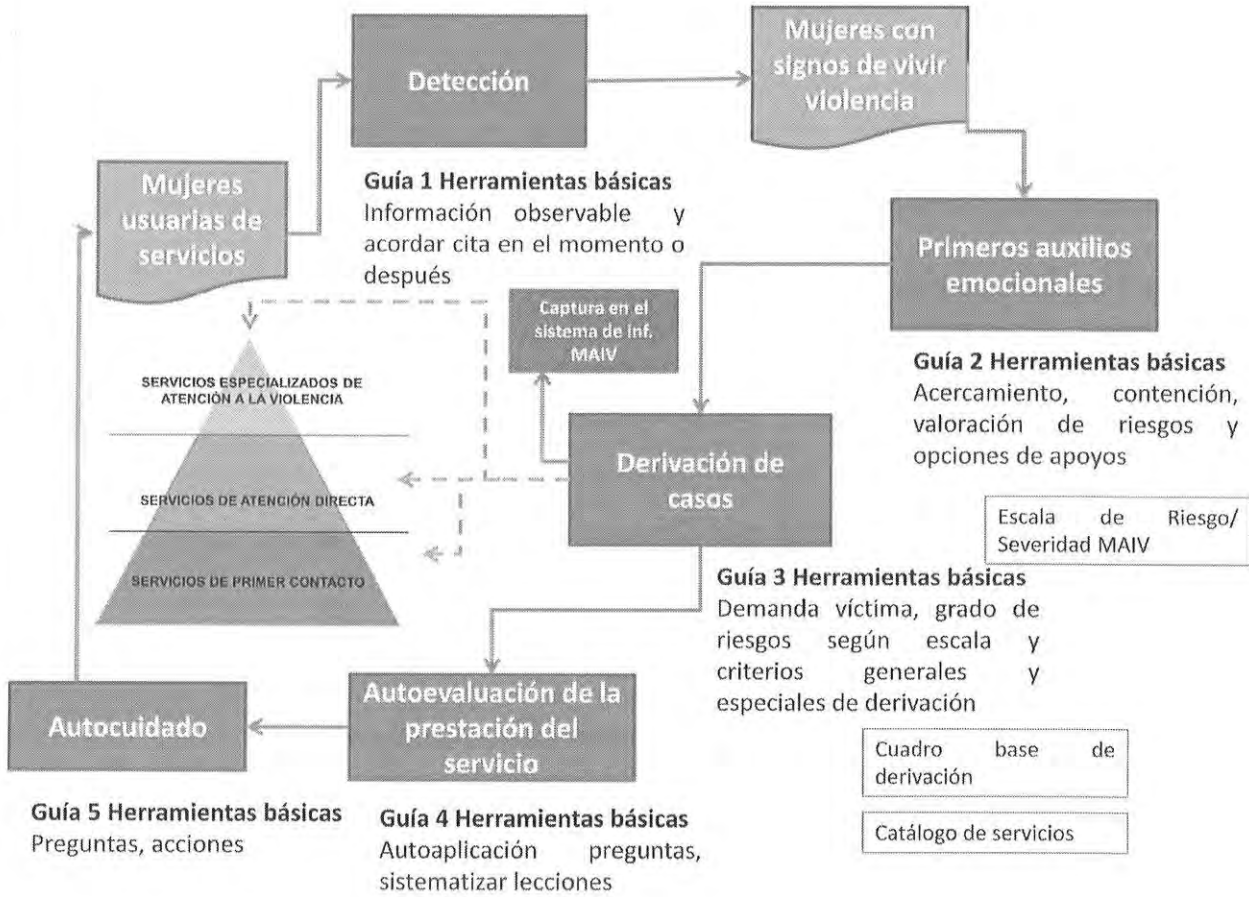 Detección
Mujeres con
signos de vivir
violencia
Mujeres
usuarias de
servicios
Guía 1 Herramientas básicas
Información observable y
acordar cita en el momento o
después
Primeros auxilios
emocionales
Captura en el
sistema de inf.
MAIV
Guía 2 Herramientas básicas
Acercamiento, contención,
valoración de riesgos y
opciones de apoyos
SERVICIOS ESPECIALIZADOS DE
ATENCIÓN A LA VIOLENCIA
Derivación de
casos
SERVICIOS DE ATENCIÓN DIRECTA
Escala de Riesgo/
Severidad MAIV
SERVICIOS DE PRIMER CONTACTO
Guía 3 Herramientas básicas
Demanda víctima, grado de
riesgos según escala y
criterios generales y
especiales de derivación
Autocuidado
Autoevaluación de la
prestación del
servicio
Cuadro base de
derivación
Catálogo de servicios
Guía 5 Herramientas básicas
Preguntas, acciones
Guía 4 Herramientas básicas
Autoaplicación preguntas,
sistematizar lecciones